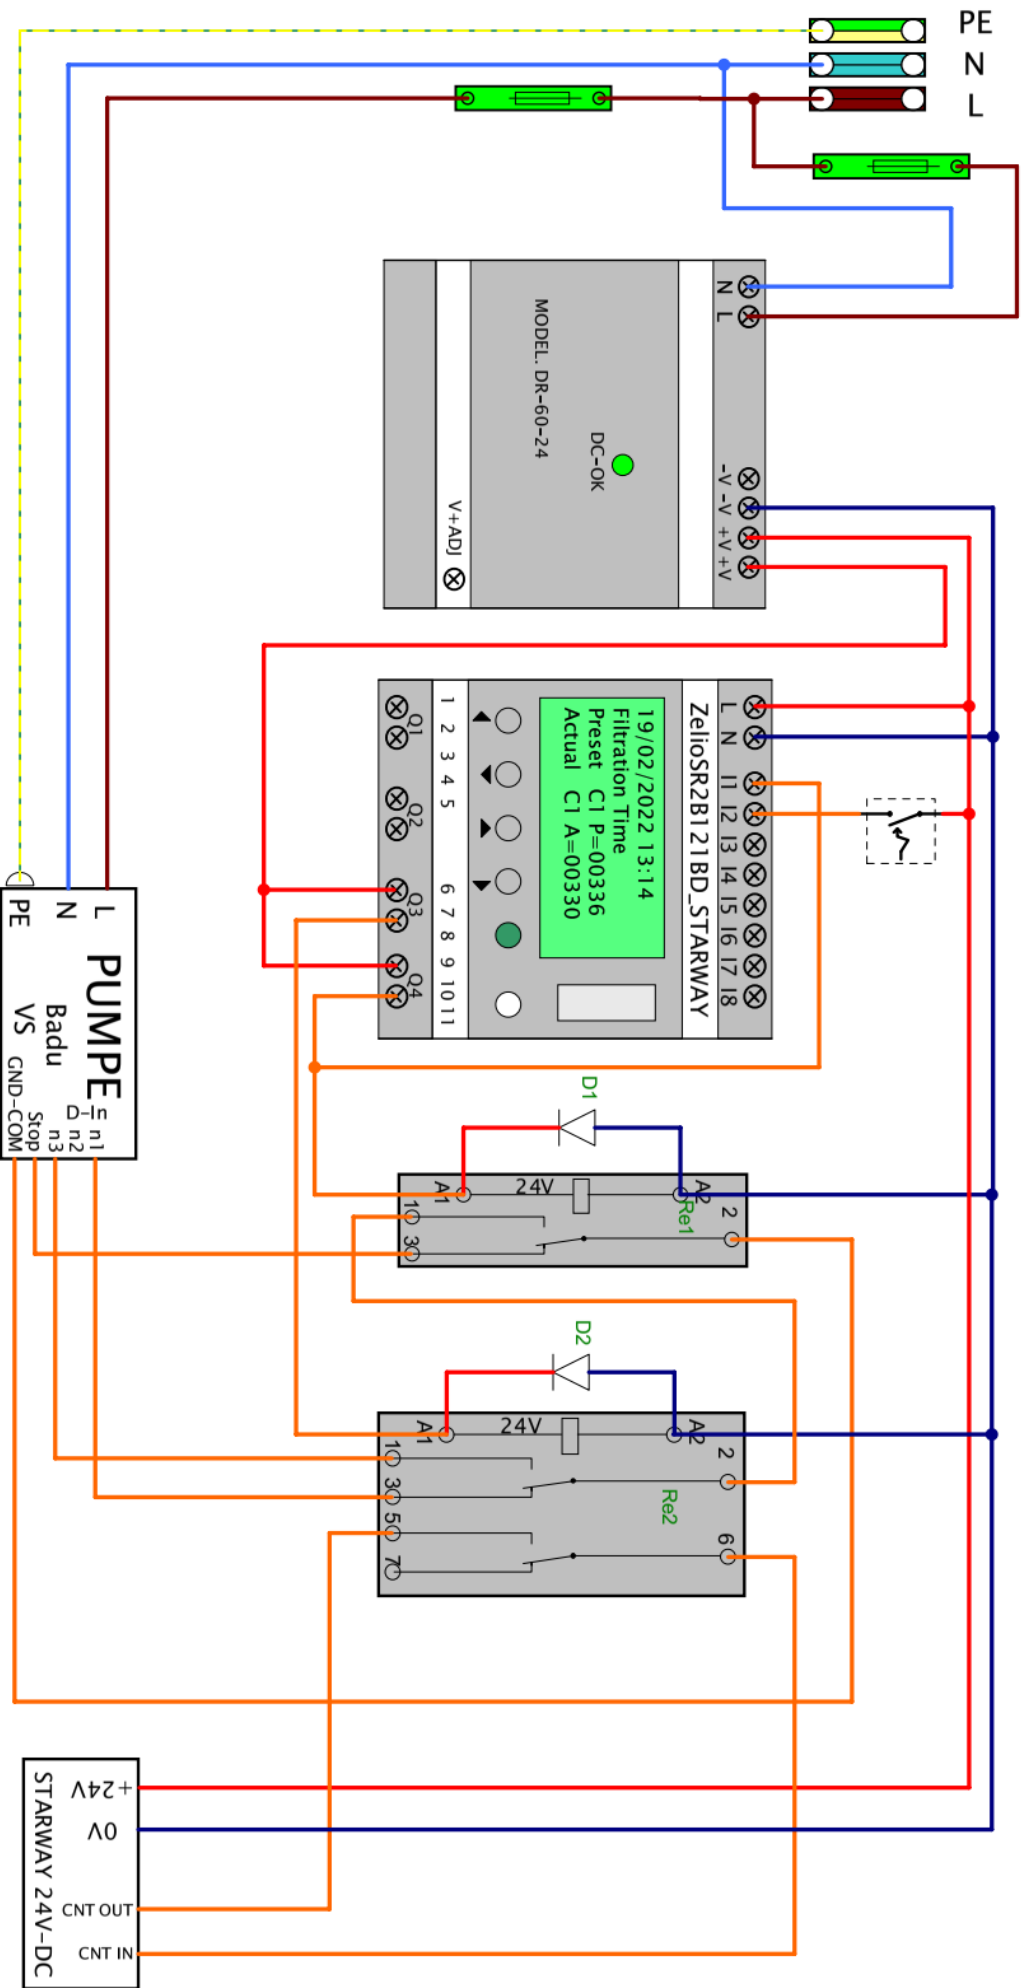 PE
N
L
N
L
-V
-V
+V
+V
MODEL. DR-60-24
DC-OK
V+ADJ
L
N
I1
I2
I3
I4
I5
I6
I7
I8
ZelioSR2B121BD_STARWAY
19/02/2022 13:14
Filtration Time
Preset C1 P=00336
Actual C1 A=00330
1 2 3 4 5 6 7 8 9 10 11
Q1
Q2
Q3
Q4
PE
N
L
PUMPE
Badu
VS
D-In
n1
n2
n3
Stop
GND-COM
D1
A1
24V
A2
Re1
1
3
2
D2
A1
24V
A2
Re2
1
3
5
7
2
6
+24V
0V
CNT OUT
CNT IN
STARWAY 24V-DC